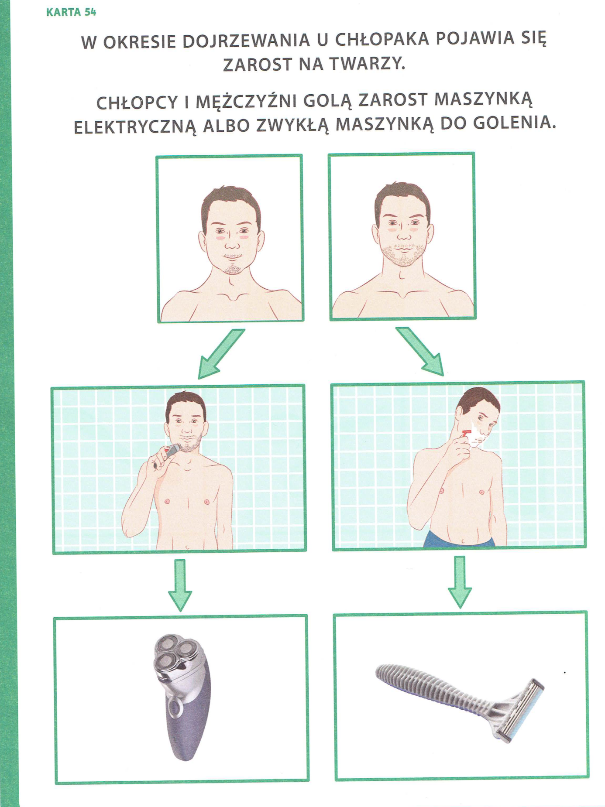 KARTA 54
W OKRESIE DOJRZEWANIA U CHŁOPAKA POJAWIA SIĘ
ZAROST NA TWARZY.
CHŁOPCY I MĘŻCZYŹNI GOLĄ ZAROST MASZYNKĄ
ELEKTRYCZNĄ ALBO ZWYKŁĄ MASZYNKĄ DO GOLENIA.